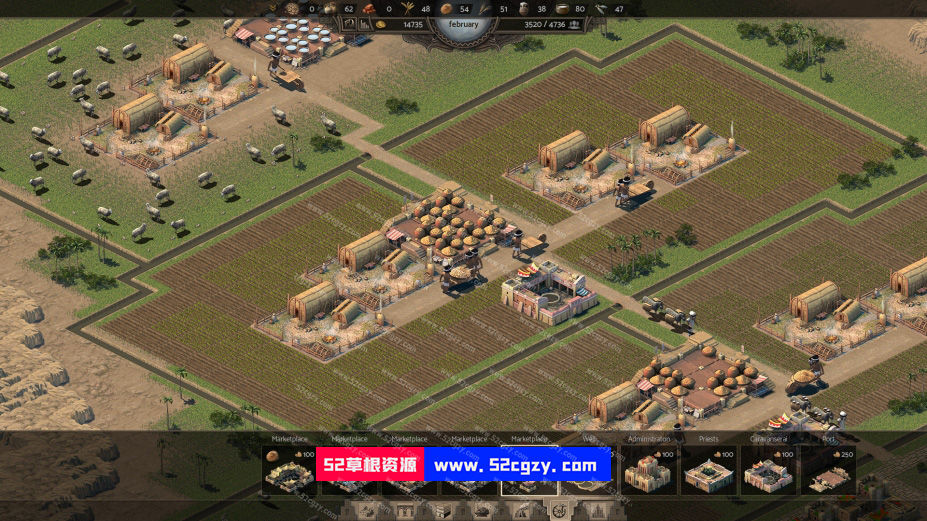 0 62 0 48 54 51 38 80 47
14735 february 3520 / 4736
Marketplace Marketplace Marketplace Marketplace Marketplace Administration Priests Caravanserai Port
100 100 100 100 250
52草根资源 www.52cgzy.com